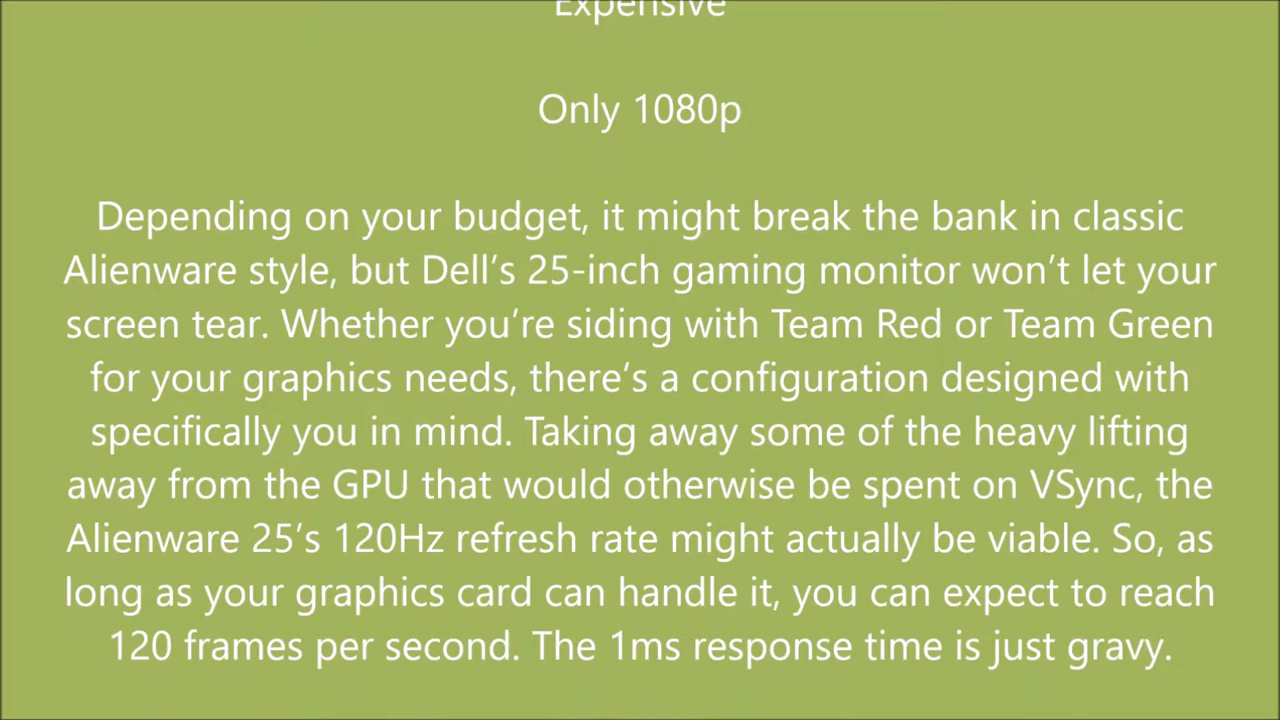 Expensive
Only 1080p
Depending on your budget, it might break the bank in classic
Alienware style, but Dell’s 25-inch gaming monitor won’t let your
screen tear. Whether you’re siding with Team Red or Team Green
for your graphics needs, there’s a configuration designed with
specifically you in mind. Taking away some of the heavy lifting
away from the GPU that would otherwise be spent on VSync, the
Alienware 25’s 120Hz refresh rate might actually be viable. So, as
long as your graphics card can handle it, you can expect to reach
120 frames per second. The 1ms response time is just gravy.